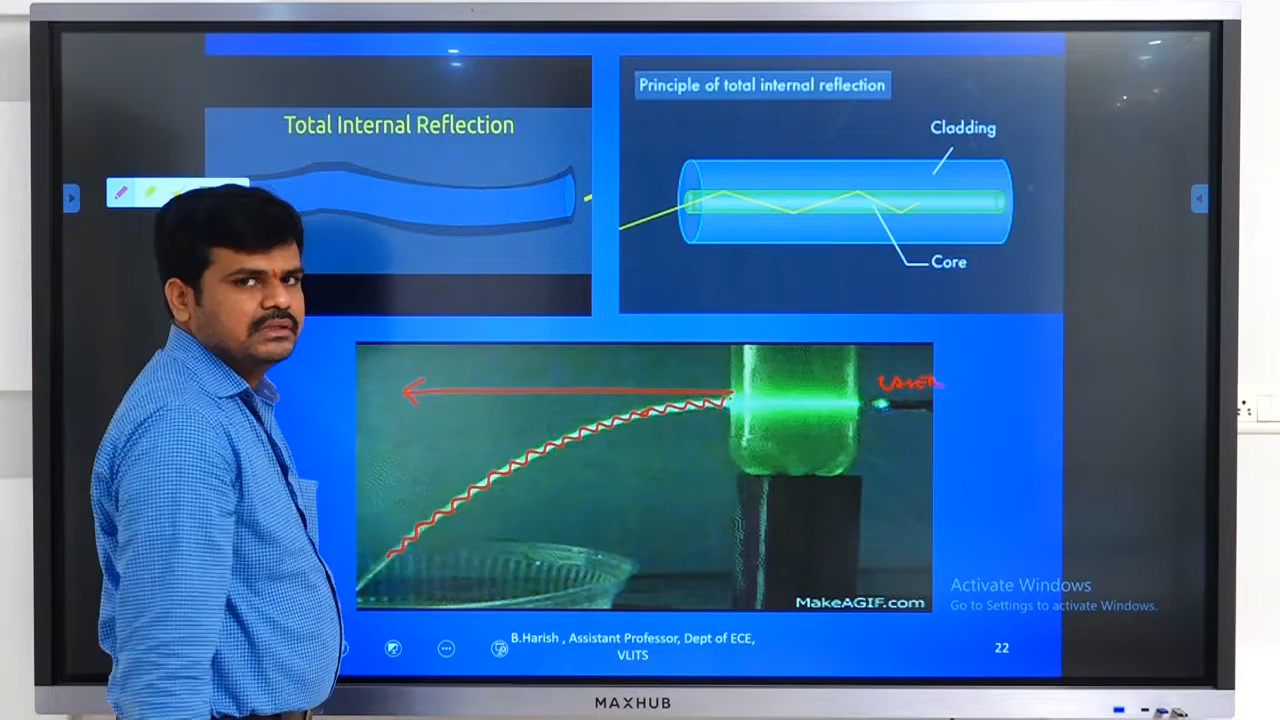 Principle of total internal reflection
Total Internal Reflection
Cladding
Core
LASER
MakeAGIF.com
Activate Windows
Go to Settings to activate Windows.
B.Harish , Assistant Professor, Dept of ECE,
VLITS
22
MAXHUB